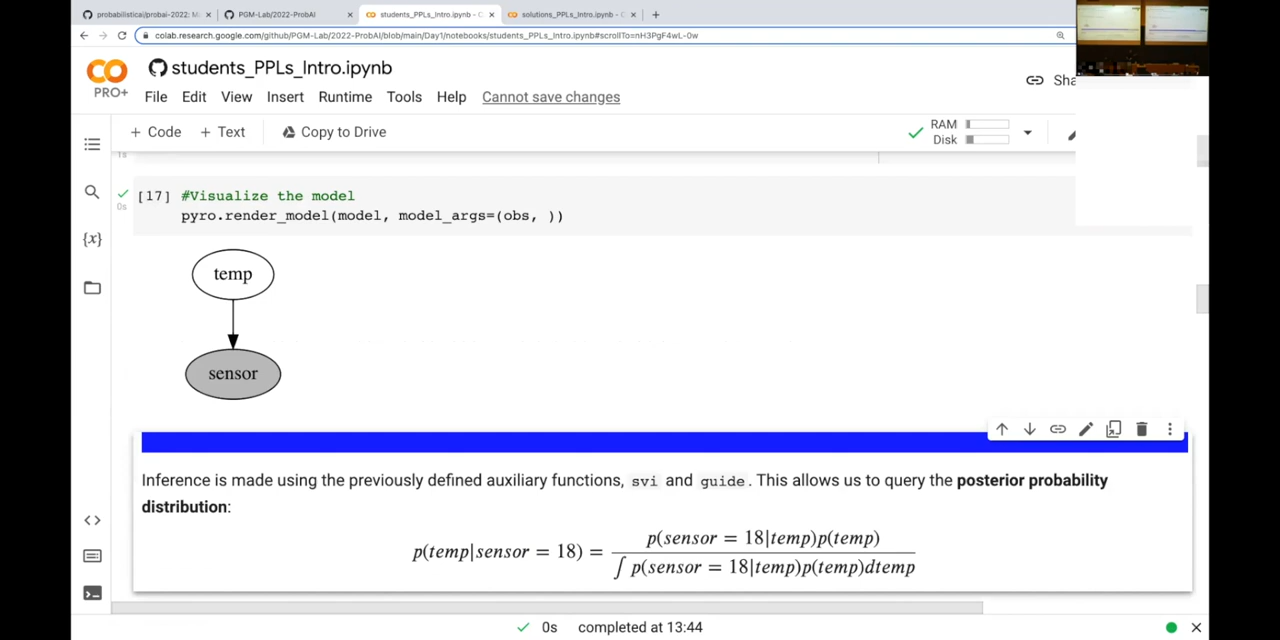 probabilisticai/probai-2022: M
PGM-Lab/2022-ProbAI
students_PPLs_Intro.ipynb -
solutions_PPLs_Intro.ipynb - C
colab.research.google.com/github/PGM-Lab/2022-ProbAI/blob/main/Day1/notebooks/students_PPLs_Intro.ipynb#scrollTo=nH3PgF4wL-0w
CO
PRO+
students_PPLs_Intro.ipynb
File Edit View Insert Runtime Tools Help Cannot save changes
Sha
+ Code + Text Copy to Drive
RAM
Disk
1s
[17] #Visualize the model
0s
pyro.render_model(model, model_args=(obs, ))
{x}
temp
sensor
Inference is made using the previously defined auxiliary functions, svi and guide. This allows us to query the posterior probability
distribution:
p(temp|sensor = 18) = p(sensor = 18|temp)p(temp) / ∫ p(sensor = 18|temp)p(temp)dtemp
0s completed at 13:44